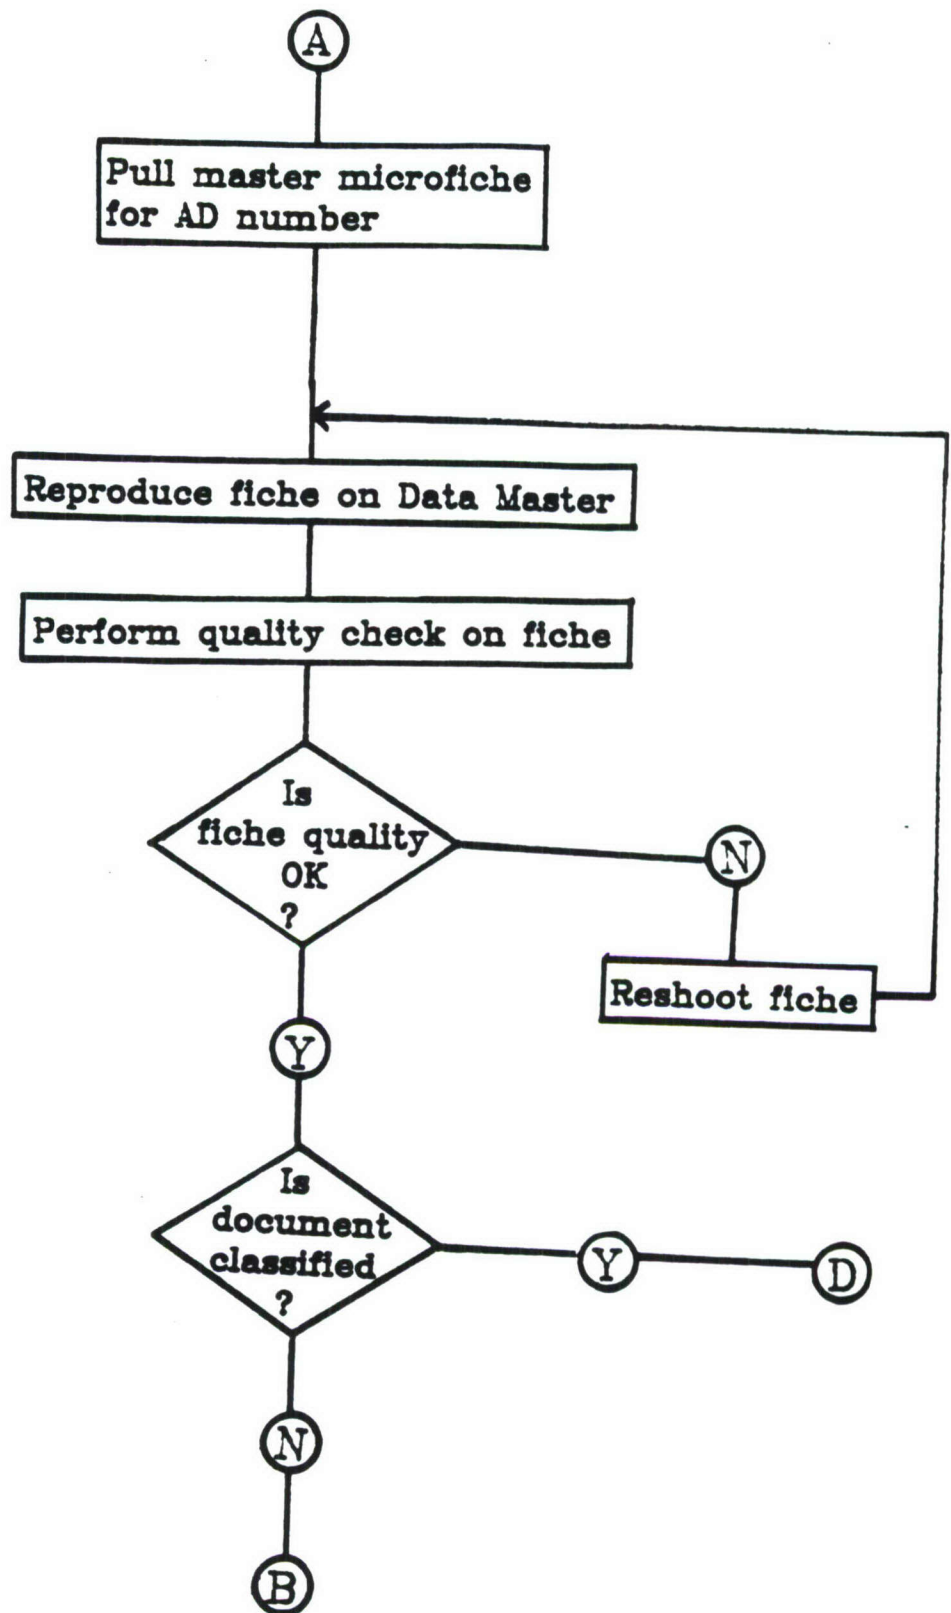 A
Pull master microfiche
for AD number
Reproduce fiche on Data Master
Perform quality check on fiche
Is
fiche quality
OK
?
N
Reshoot fiche
Y
Is
document
classified
?
Y
D
N
B